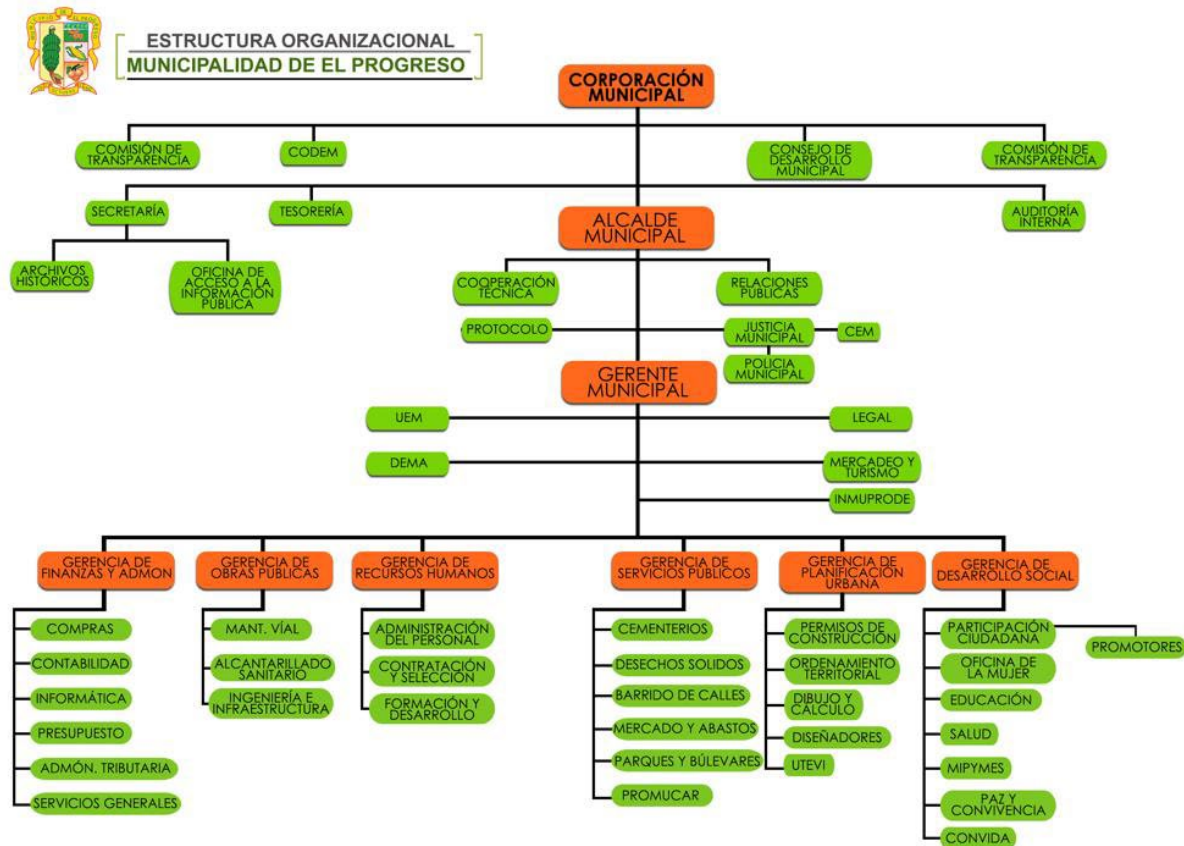 ESTRUCTURA ORGANIZACIONAL
MUNICIPALIDAD DE EL PROGRESO
CORPORACIÓN
MUNICIPAL
COMISIÓN DE
TRANSPARENCIA
CODEM
CONSEJO DE
DESARROLLO
MUNICIPAL
COMISIÓN DE
TRANSPARENCIA
SECRETARÍA
TESORERÍA
ALCALDE
MUNICIPAL
AUDITORÍA
INTERNA
ARCHIVOS
HISTÓRICOS
OFICINA DE
ACCESO A LA
INFORMACIÓN
PÚBLICA
COOPERACIÓN
TÉCNICA
RELACIONES
PÚBLICAS
PROTOCOLO
JUSTICIA
MUNICIPAL
CEM
POLICIA
MUNICIPAL
GERENTE
MUNICIPAL
UEM
LEGAL
DEMA
MERCADEO Y
TURISMO
INMUPRODE
GERENCIA DE
FINANZAS Y ADMON
GERENCIA DE
OBRAS PÚBLICAS
GERENCIA DE
RECURSOS HUMANOS
GERENCIA DE
SERVICIOS PÚBLICOS
GERENCIA DE
PLANIFICACIÓN
URBANA
GERENCIA DE
DESARROLLO SOCIAL
COMPRAS
CONTABILIDAD
INFORMÁTICA
PRESUPUESTO
ADMÓN. TRIBUTARIA
SERVICIOS GENERALES
MANT. VÍAL
ALCANTARILLADO
SANITARIO
INGENIERÍA E
INFRAESTRUCTURA
ADMINISTRACIÓN
DEL PERSONAL
CONTRATACIÓN
Y SELECCIÓN
FORMACIÓN Y
DESARROLLO
CEMENTERIOS
DESECHOS SOLIDOS
BARRIDO DE CALLES
MERCADO Y ABASTOS
PARQUES Y BÚLEVARES
PROMUCAR
PERMISOS DE
CONSTRUCCIÓN
ORDENAMIENTO
TERRITORIAL
DIBUJO Y
CÁLCULO
DISEÑADORES
UTEVI
PARTICIPACIÓN
CIUDADANA
PROMOTORES
OFICINA DE
LA MUJER
EDUCACIÓN
SALUD
MIPYMES
PAZ Y
CONVIVENCIA
CONVIDA